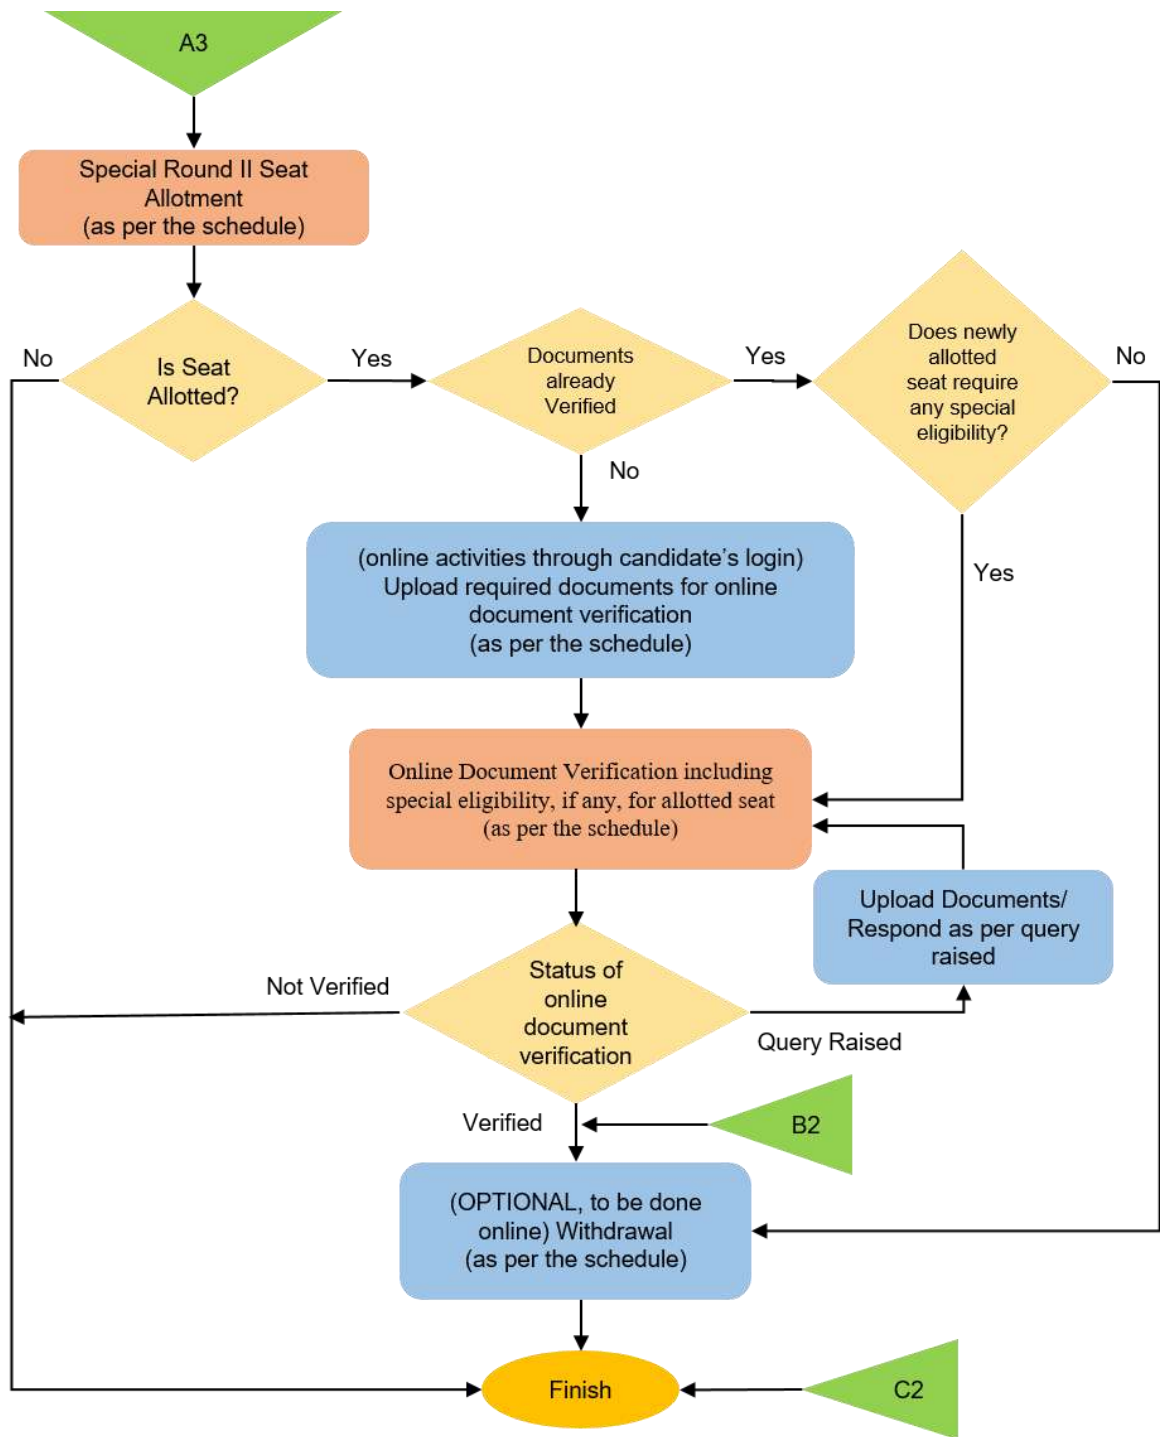 A3
Special Round II Seat
Allotment
(as per the schedule)
No
Is Seat
Allotted?
Yes
Documents
already
Verified
Yes
Does newly
allotted
seat require
any special
eligibility?
No
No
Yes
(online activities through candidate’s login)
Upload required documents for online
document verification
(as per the schedule)
Online Document Verification including
special eligibility, if any, for allotted seat
(as per the schedule)
Upload Documents/
Respond as per query
raised
Not Verified
Status of
online
document
verification
Query Raised
Verified
B2
(OPTIONAL, to be done
online) Withdrawal
(as per the schedule)
Finish
C2